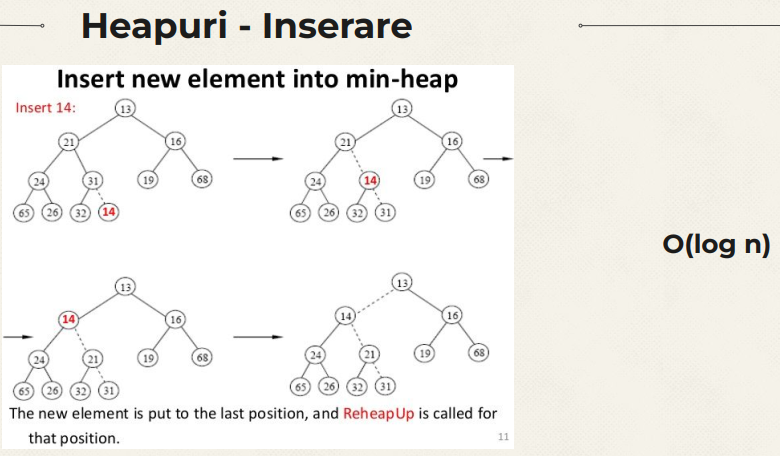 Heapuri - Inserare
Insert new element into min-heap
Insert 14:
13
21 16
24 31 19 68
65 26 32 14
13
21 16
24 14 19 68
65 26 32 31
O(log n)
13
14 16
24 21 19 68
65 26 32 31
13
14 16
24 21 19 68
65 26 32 31
The new element is put to the last position, and ReheapUp is called for
that position.
11